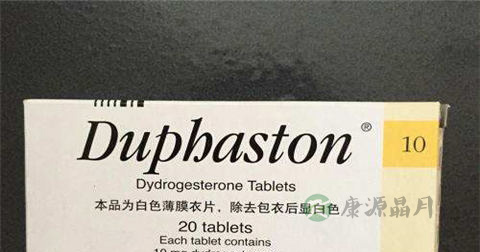 Duphaston® 10
Dydrogesterone Tablets
本品为白色薄膜衣片，除去包衣后显白色
20 tablets
Each tablet contains
康源晶月